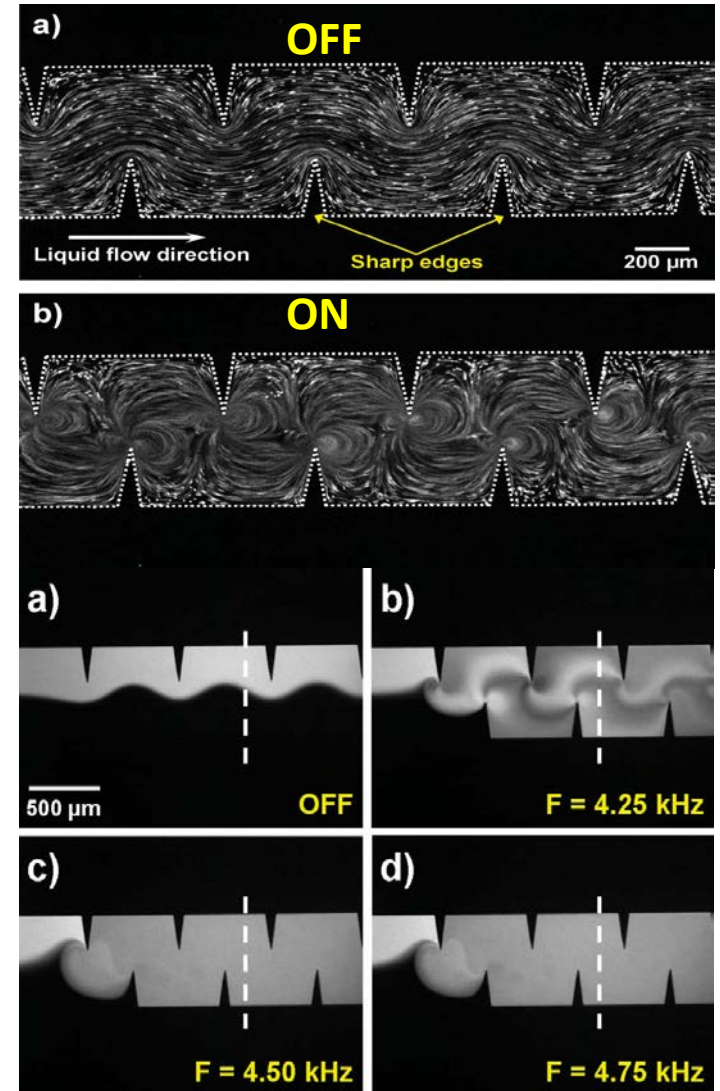 a)
OFF
Liquid flow direction
Sharp edges
200 µm
b)
ON
a)
500 µm
OFF
b)
F = 4.25 kHz
c)
F = 4.50 kHz
d)
F = 4.75 kHz